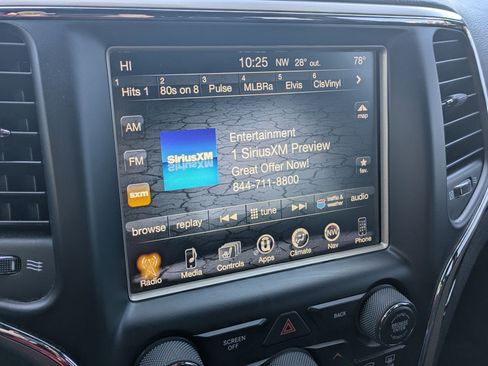 HI 10:25 NW 28° out. 78°
1 2 3 4 5 6
Hits 1 80s on 8 Pulse MLBRa Elvis ClsVinyl
AM
FM
sxm
SIRIUSXM
Entertainment
1 SiriusXM Preview
Great Offer Now!
844-711-8800
map
fav.
browse replay tune traffic & weather audio
Radio Media Controls Apps Climate Nav Phone
NW
SCREEN OFF
BACK